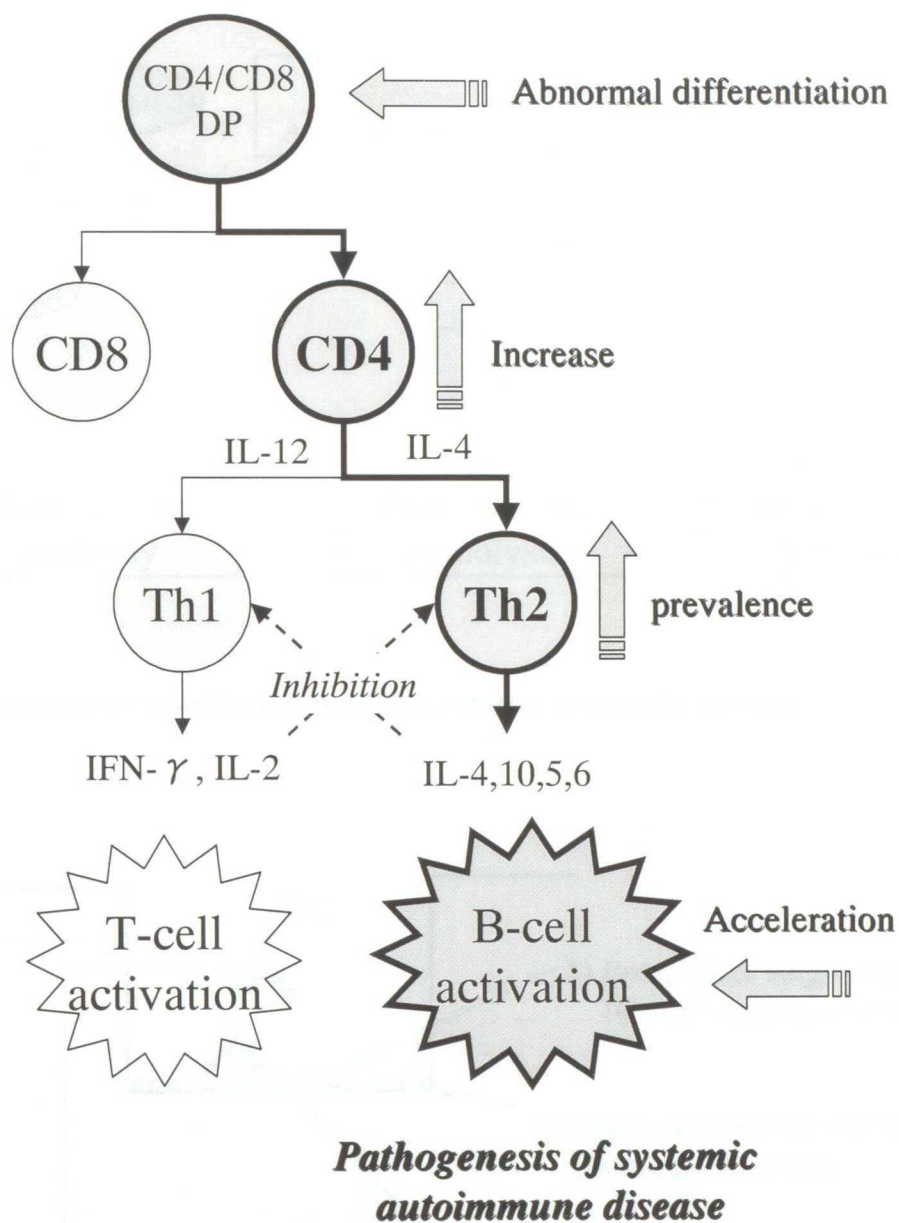 CD4/CD8
DP
Abnormal differentiation
CD8
CD4
Increase
IL-12
IL-4
Th1
Th2
prevalence
Inhibition
IFN- γ , IL-2
IL-4,10,5,6
T-cell
activation
B-cell
activation
Acceleration
Pathogenesis of systemic
autoimmune disease